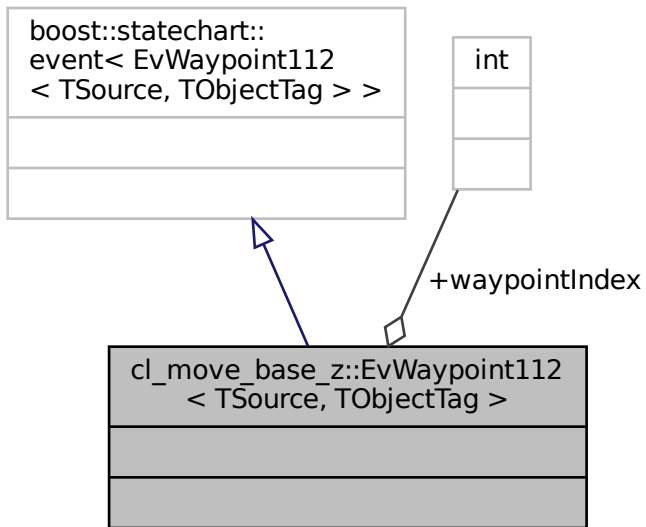 boost::statechart::
event< EvWaypoint112
< TSource, TObjectTag > >
int
+waypointIndex
cl_move_base_z::EvWaypoint112
< TSource, TObjectTag >